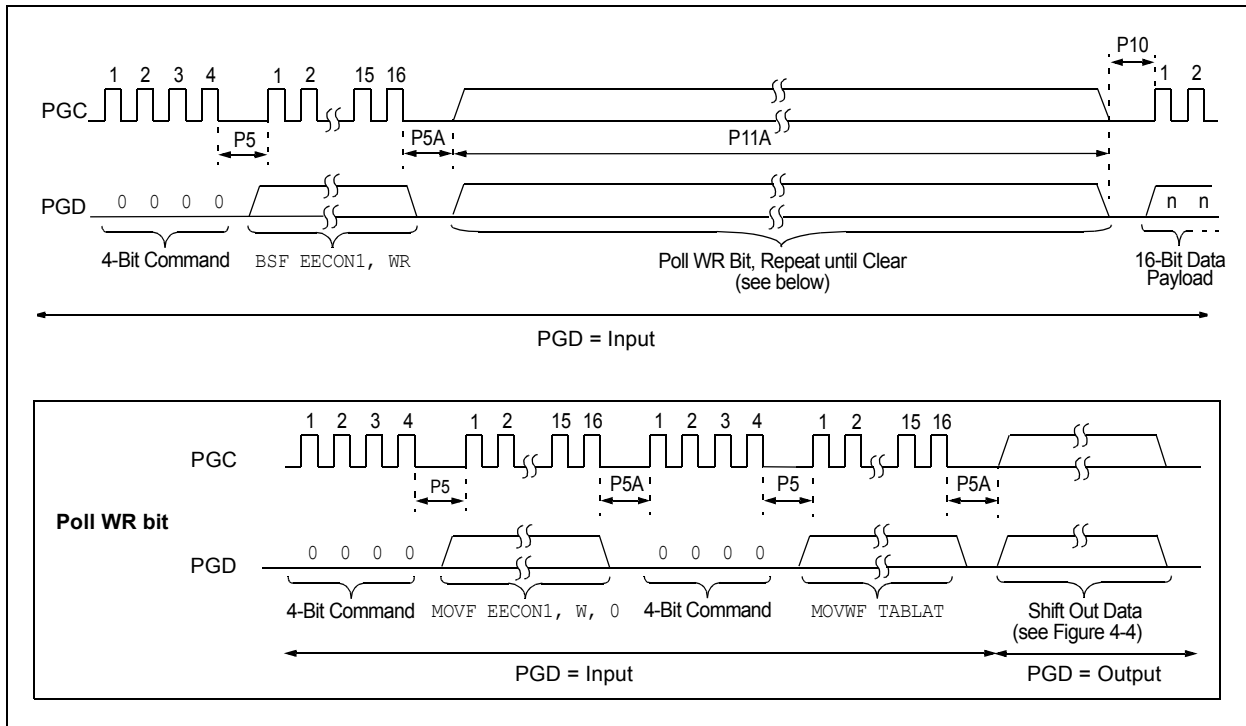 P10
1 2 3 4 1 2 15 16 1 2
PGC
P5 P5A P11A
PGD 0 0 0 0 n n
4-Bit Command BSF EECON1, WR Poll WR Bit, Repeat until Clear 16-Bit Data
(see below) Payload
PGD = Input
1 2 3 4 1 2 15 16 1 2 3 4 1 2 15 16
PGC
P5 P5A P5 P5A
Poll WR bit
PGD 0 0 0 0 0 0 0 0
4-Bit Command MOVF EECON1, W, 0 4-Bit Command MOVWF TABLAT Shift Out Data
(see Figure 4-4)
PGD = Input PGD = Output